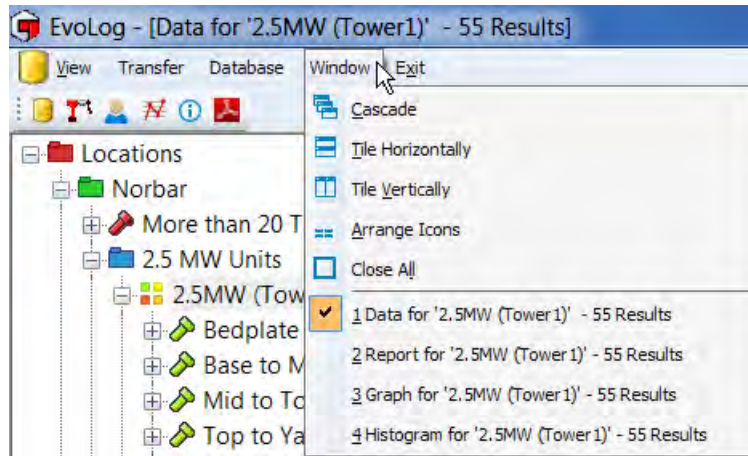 EvoLog - [Data for '2.5MW (Tower1)' - 55 Results]
View Transfer Database Window Exit
Locations
Norbar
More than 20 T
2.5 MW Units
2.5MW (Tow
Bedplate
Base to M
Mid to To
Top to Ya
Cascade
Tile Horizontally
Tile Vertically
Arrange Icons
Close All
1 Data for '2.5MW (Tower1)' - 55 Results
2 Report for '2.5MW (Tower1)' - 55 Results
3 Graph for '2.5MW (Tower1)' - 55 Results
4 Histogram for '2.5MW (Tower1)' - 55 Results